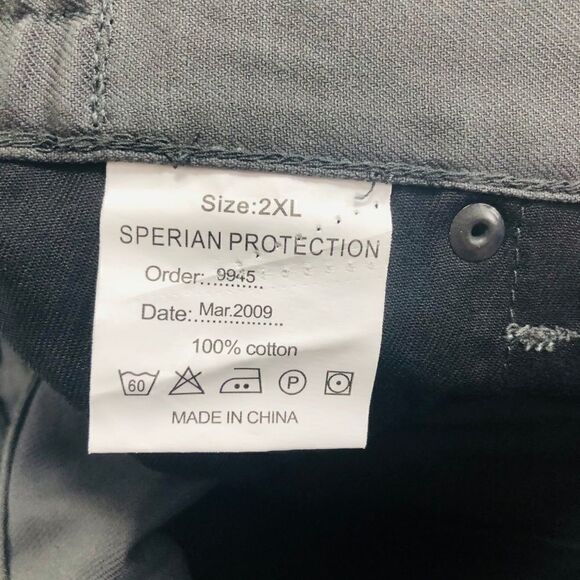 Size:2XL
SPERIAN PROTECTION
Order: 9945
Date: Mar.2009
100% cotton
60 P
MADE IN CHINA